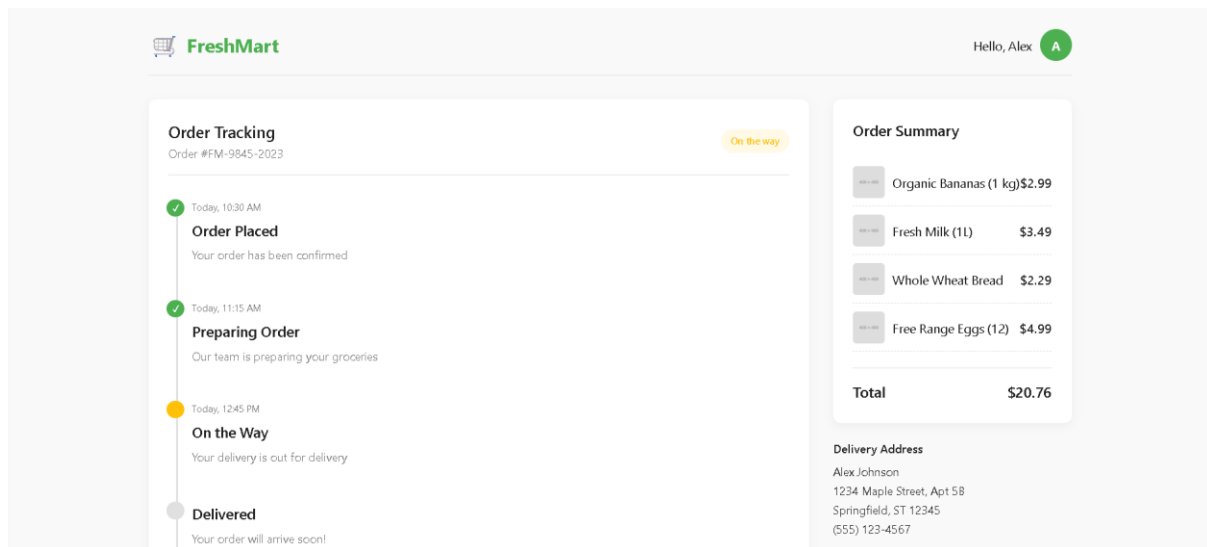 FreshMart
Hello, Alex
A
Order Tracking
Order #FM-9845-2023
On the way
Today, 10:30 AM
Order Placed
Your order has been confirmed
Today, 11:15 AM
Preparing Order
Our team is preparing your groceries
Today, 12:45 PM
On the Way
Your delivery is out for delivery
Delivered
Your order will arrive soon!
Order Summary
Organic Bananas (1 kg)$2.99
Fresh Milk (1L) $3.49
Whole Wheat Bread $2.29
Free Range Eggs (12) $4.99
Total $20.76
Delivery Address
Alex Johnson
1234 Maple Street, Apt 5B
Springfield, ST 12345
(555) 123-4567